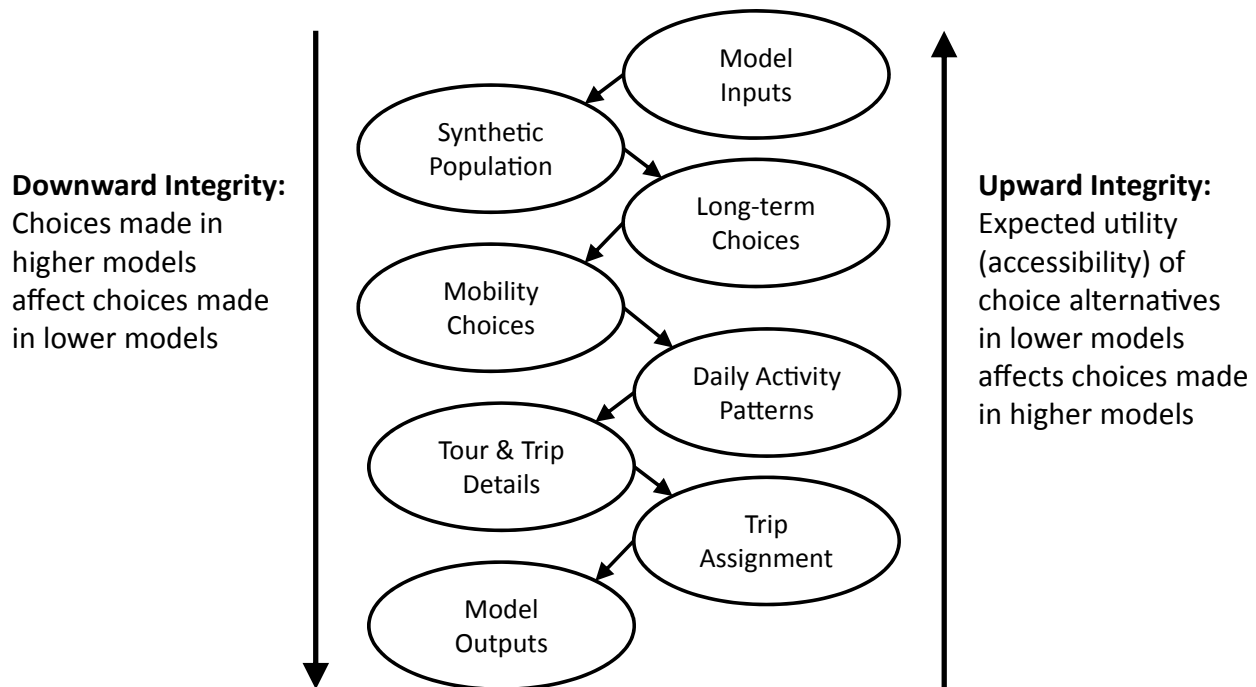 Model
Inputs
Synthetic
Population
Long-term
Choices
Mobility
Choices
Daily Activity
Patterns
Tour & Trip
Details
Trip
Assignment
Model
Outputs
Downward Integrity:
Choices made in
higher models
affect choices made
in lower models
Upward Integrity:
Expected utility
(accessibility) of
choice alternatives
in lower models
affects choices made
in higher models